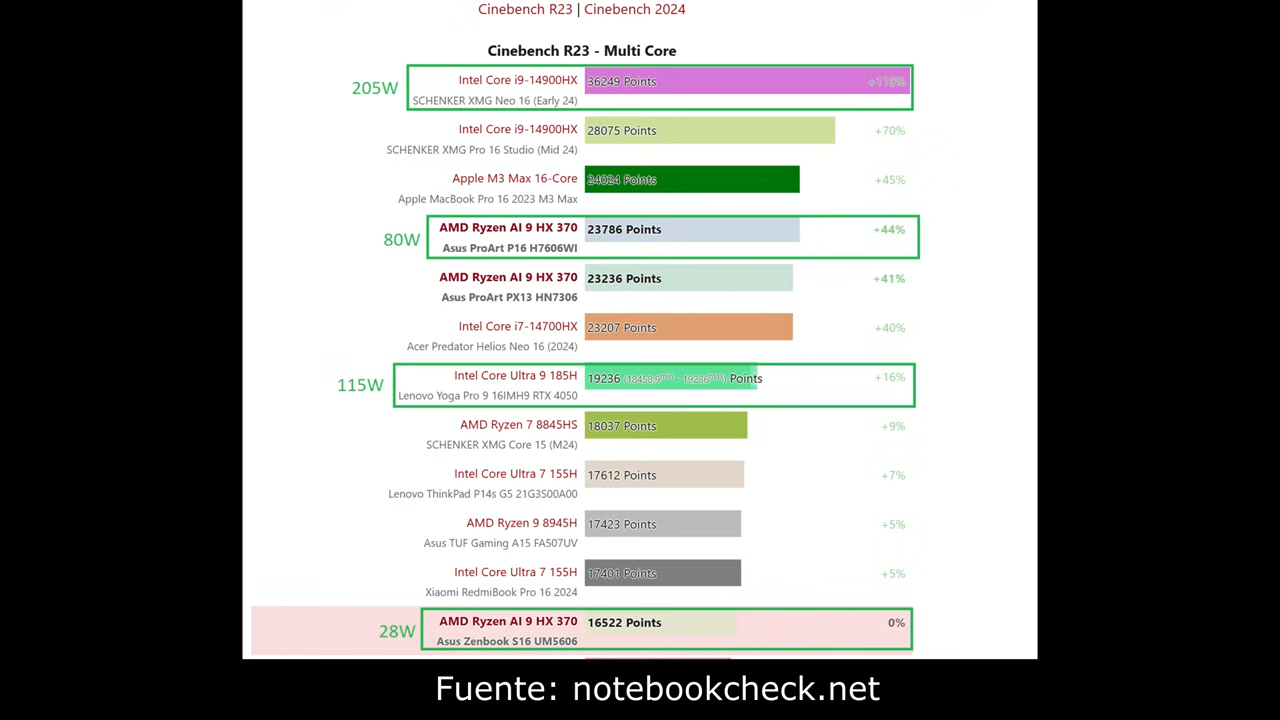 Cinebench R23 | Cinebench 2024
Cinebench R23 - Multi Core
205W
Intel Core i9-14900HX
36249 Points
+119%
SCHENKER XMG Neo 16 (Early 24)
Intel Core i9-14900HX
28075 Points
+70%
SCHENKER XMG Pro 16 Studio (Mid 24)
Apple M3 Max 16-Core
24024 Points
+45%
Apple MacBook Pro 16 2023 M3 Max
80W
AMD Ryzen AI 9 HX 370
23786 Points
+44%
Asus ProArt P16 H7606WI
AMD Ryzen AI 9 HX 370
23236 Points
+41%
Asus ProArt PX13 HN7306
Intel Core i7-14700HX
23207 Points
+40%
Acer Predator Helios Neo 16 (2024)
115W
Intel Core Ultra 9 185H
19236 (18458.9min - 19236max) Points
+16%
Lenovo Yoga Pro 9 16IMH9 RTX 4050
AMD Ryzen 7 8845HS
18037 Points
+9%
SCHENKER XMG Core 15 (M24)
Intel Core Ultra 7 155H
17612 Points
+7%
Lenovo ThinkPad P14s G5 21G3S00A00
AMD Ryzen 9 8945H
17423 Points
+5%
Asus TUF Gaming A15 FA507UV
Intel Core Ultra 7 155H
17401 Points
+5%
Xiaomi RedmiBook Pro 16 2024
28W
AMD Ryzen AI 9 HX 370
16522 Points
0%
Asus Zenbook S16 UM5606
Fuente: notebookcheck.net